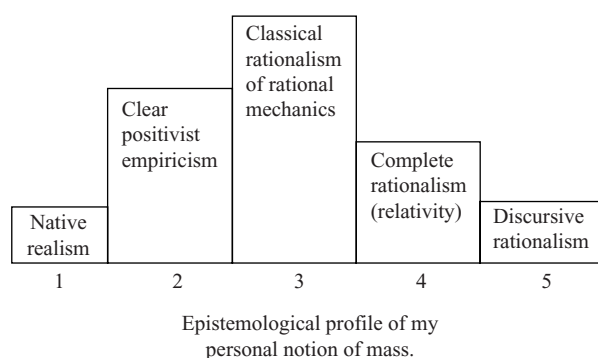 Native
realism
Clear
positivist
empiricism
Classical
rationalism
of rational
mechanics
Complete
rationalism
(relativity)
Discursive
rationalism
1 2 3 4 5
Epistemological profile of my
personal notion of mass.